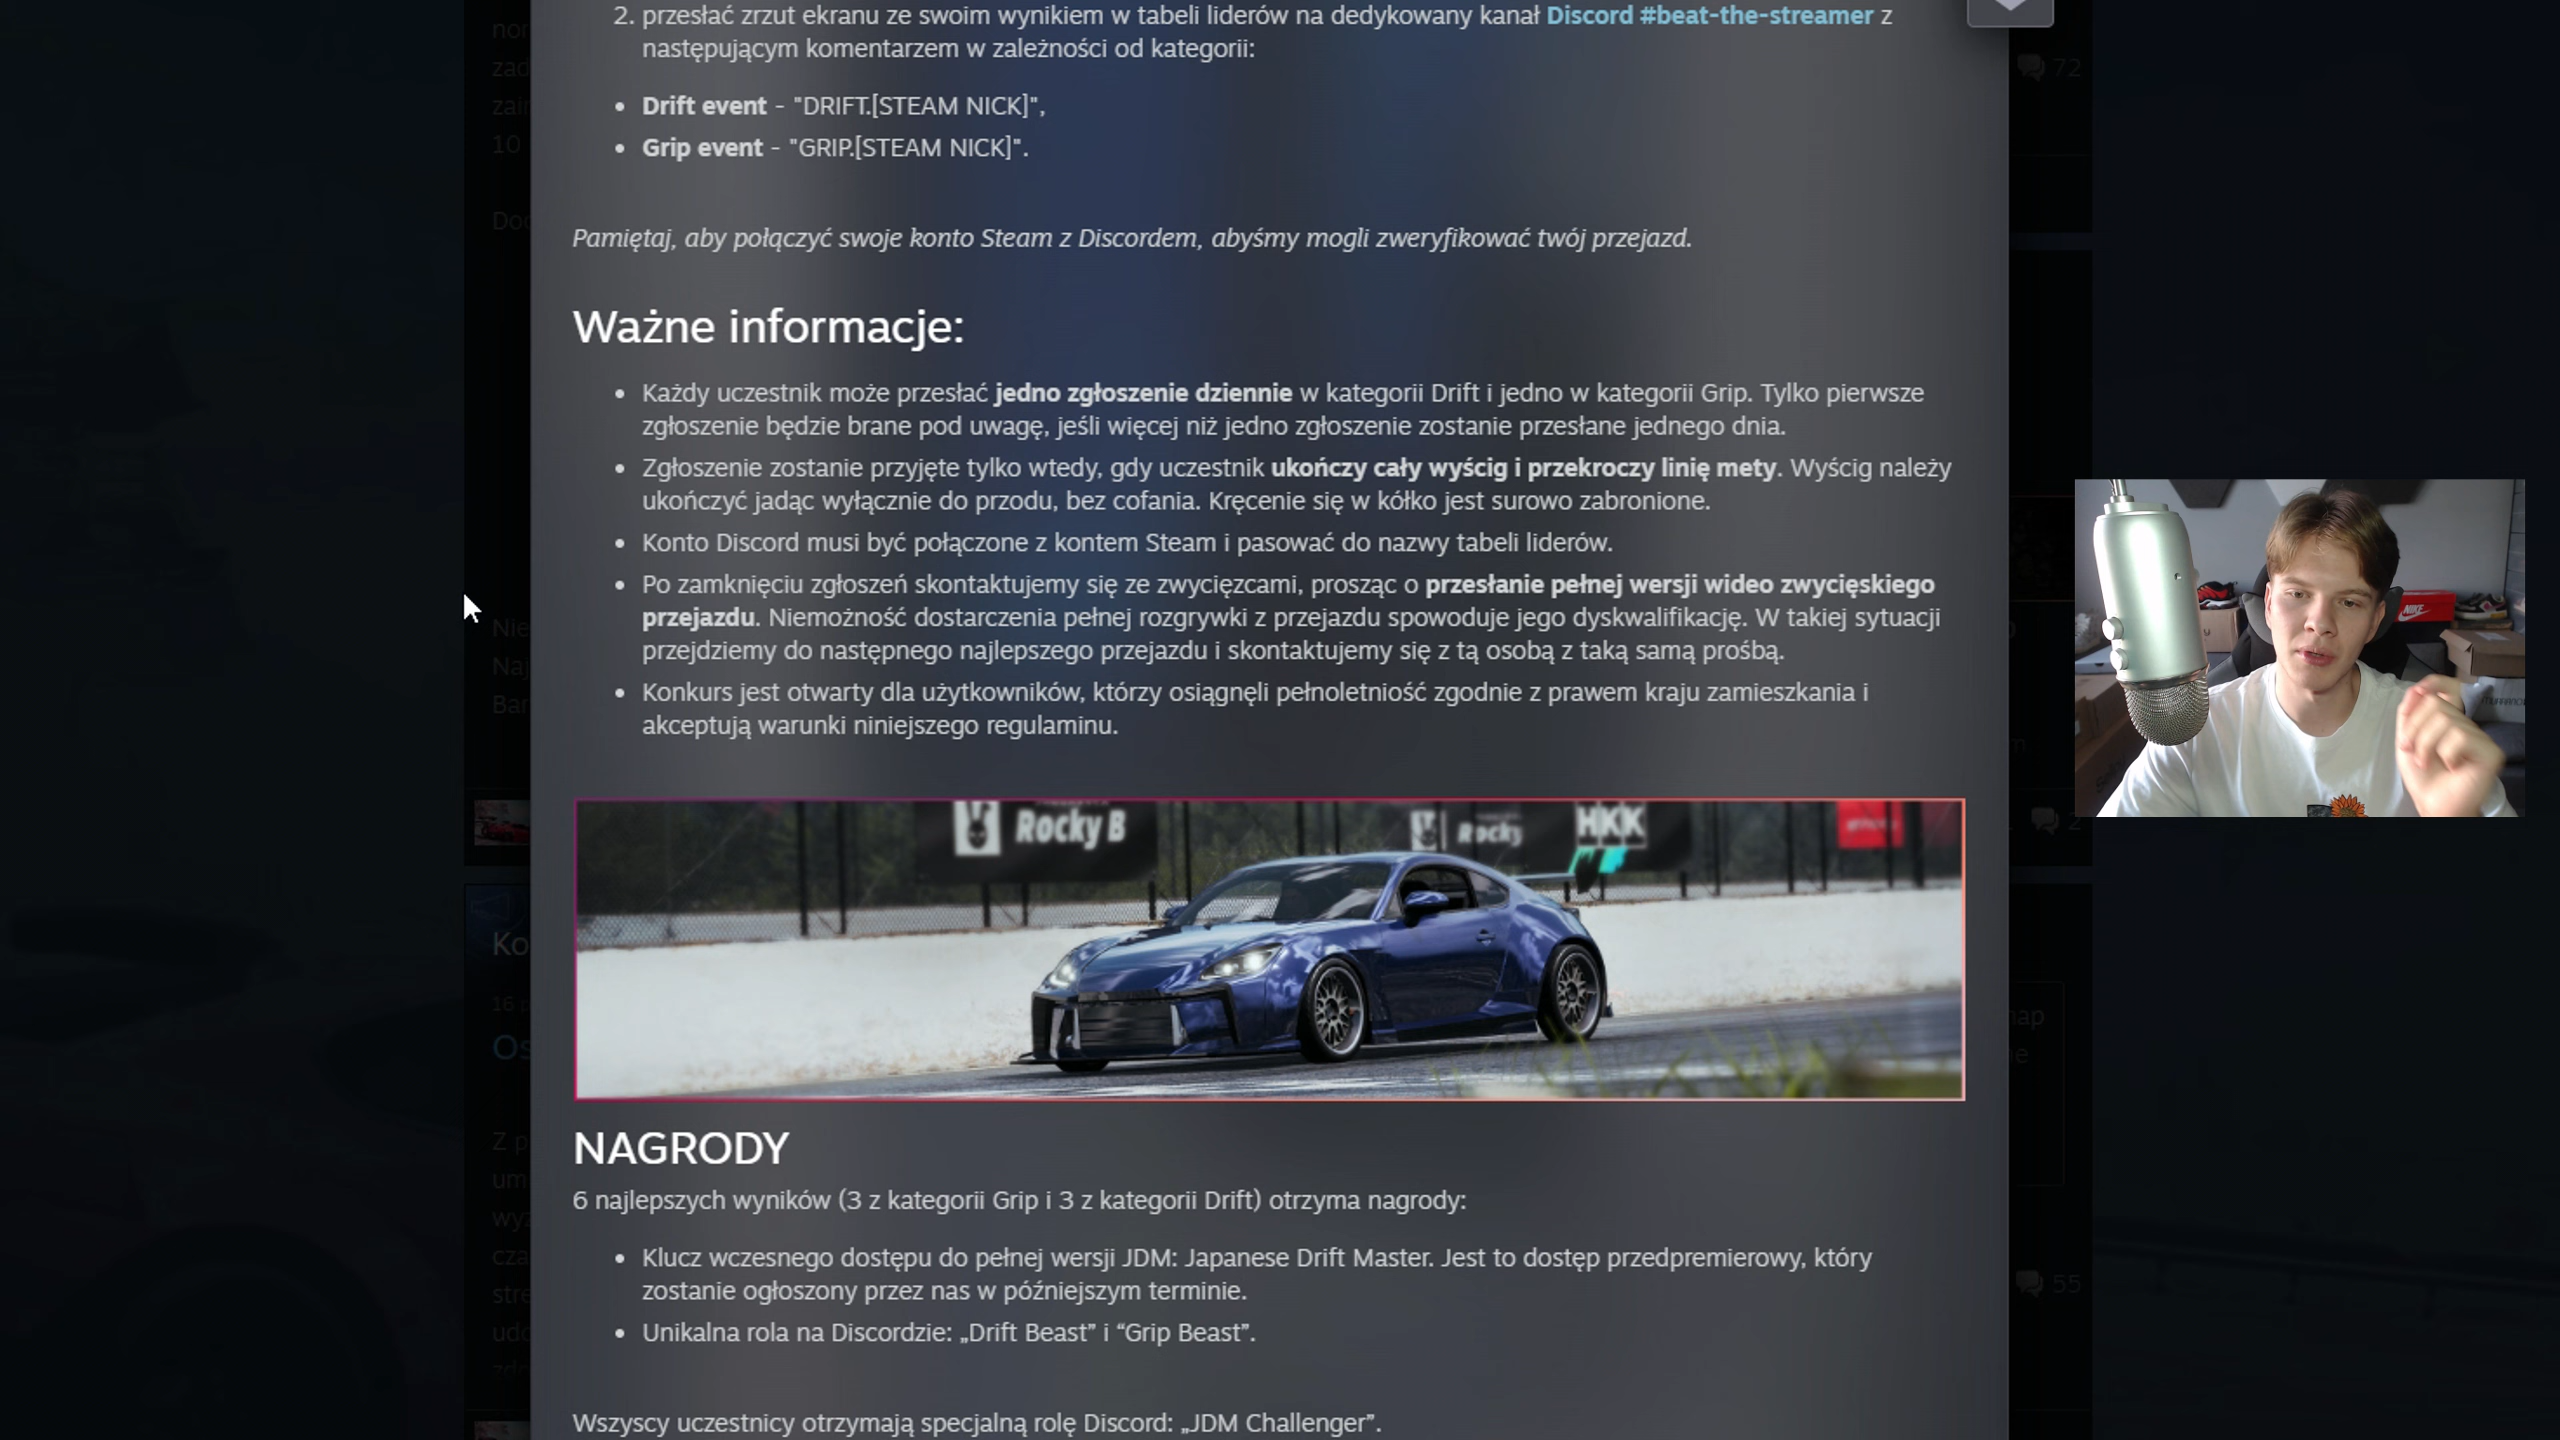 2. przesłać zrzut ekranu ze swoim wynikiem w tabeli liderów na dedykowany kanał Discord #beat-the-streamer z
następującym komentarzem w zależności od kategorii:
72
• Drift event - "DRIFT.[STEAM NICK]",
• Grip event - "GRIP.[STEAM NICK]".
10
Pamiętaj, aby połączyć swoje konto Steam z Discordem, abyśmy mogli zweryfikować twój przejazd.
Ważne informacje:
• Każdy uczestnik może przesłać jedno zgłoszenie dziennie w kategorii Drift i jedno w kategorii Grip. Tylko pierwsze
zgłoszenie będzie brane pod uwagę, jeśli więcej niż jedno zgłoszenie zostanie przesłane jednego dnia.
• Zgłoszenie zostanie przyjęte tylko wtedy, gdy uczestnik ukończy cały wyścig i przekroczy linię mety. Wyścig należy
ukończyć jadąc wyłącznie do przodu, bez cofania. Kręcenie się w kółko jest surowo zabronione.
• Konto Discord musi być połączone z kontem Steam i pasować do nazwy tabeli liderów.
• Po zamknięciu zgłoszeń skontaktujemy się ze zwycięzcami, prosząc o przesłanie pełnej wersji wideo zwycięskiego
przejazdu. Niemożność dostarczenia pełnej rozgrywki z przejazdu spowoduje jego dyskwalifikację. W takiej sytuacji
przejdziemy do następnego najlepszego przejazdu i skontaktujemy się z tą osobą z taką samą prośbą.
• Konkurs jest otwarty dla użytkowników, którzy osiągnęli pełnoletniość zgodnie z prawem kraju zamieszkania i
akceptują warunki niniejszego regulaminu.
NIKE
Rocky B
Rocky
HKK
NAGRODY
6 najlepszych wyników (3 z kategorii Grip i 3 z kategorii Drift) otrzyma nagrody:
• Klucz wczesnego dostępu do pełnej wersji JDM: Japanese Drift Master. Jest to dostęp przedpremierowy, który
zostanie ogłoszony przez nas w późniejszym terminie.
55
• Unikalna rola na Discordzie: „Drift Beast” i “Grip Beast”.
Wszyscy uczestnicy otrzymają specjalną rolę Discord: „JDM Challenger”.